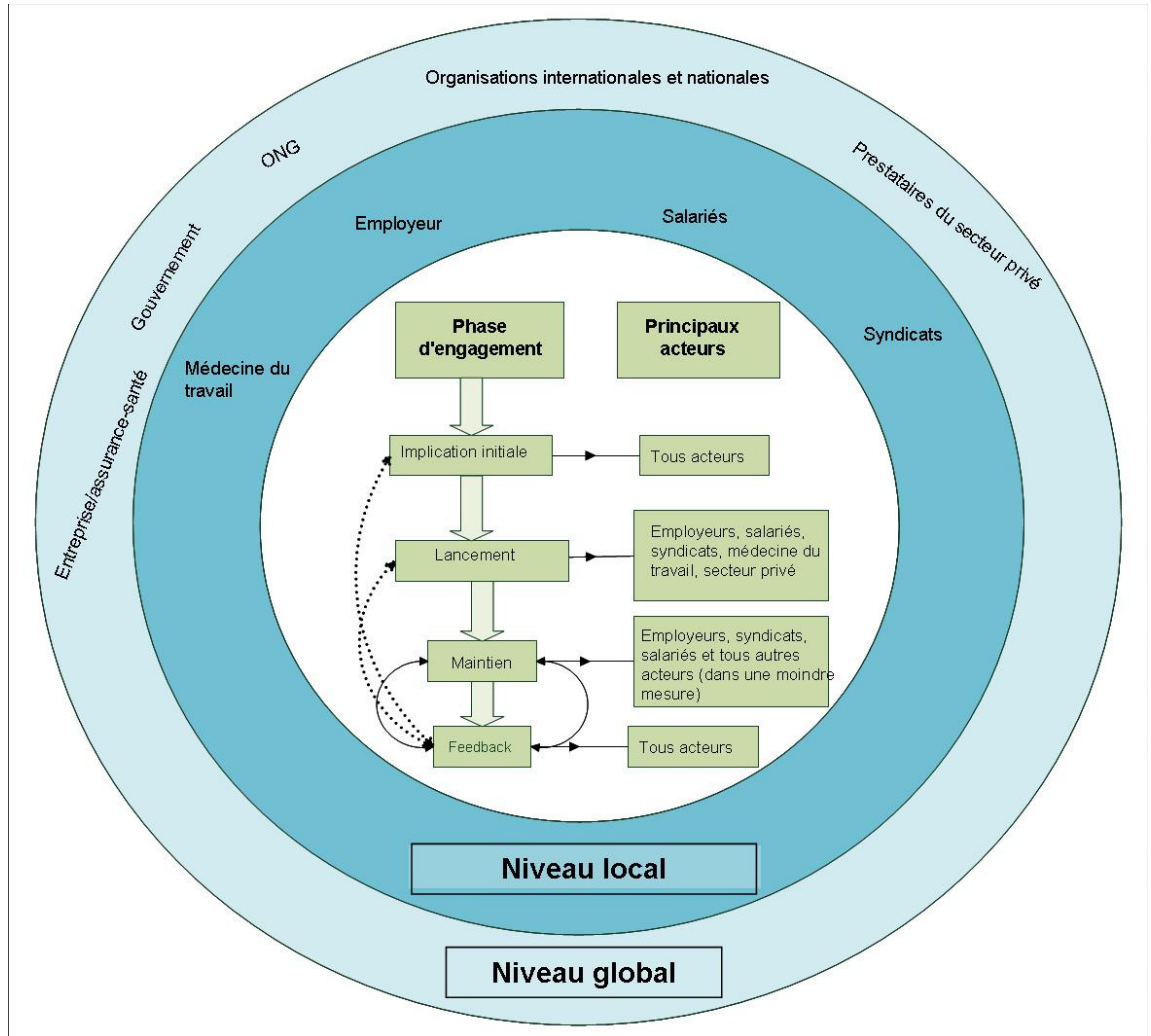 Organisations internationales et nationales
ONG
Prestataires du secteur privé
Gouvernement
Entreprise/assurance-santé
Employeur
Salariés
Médecine du
travail
Syndicats
Phase
d'engagement
Principaux
acteurs
Implication initiale
Tous acteurs
Lancement
Employeurs, salariés,
syndicats, médecine du
travail, secteur privé
Maintien
Employeurs, syndicats,
salariés et tous autres
acteurs (dans une moindre
mesure)
Feedback
Tous acteurs
Niveau local
Niveau global